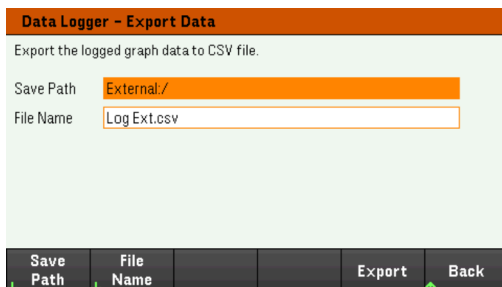 Data Logger - Export Data
Export the logged graph data to CSV file.
Save Path External:/
File Name Log Ext.csv
Save Path File Name Export Back